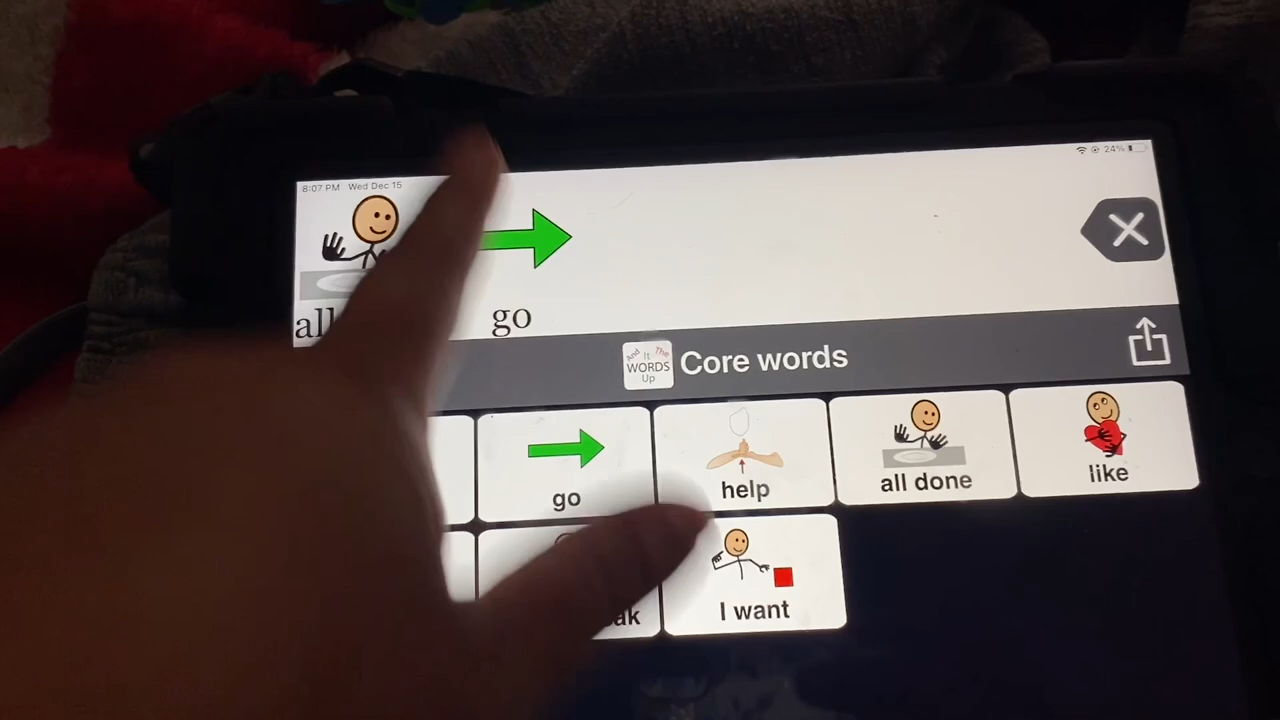 8:07 PM Wed Dec 15 24%
all go
And It The
WORDS
Up
Core words
go help all done like
I want